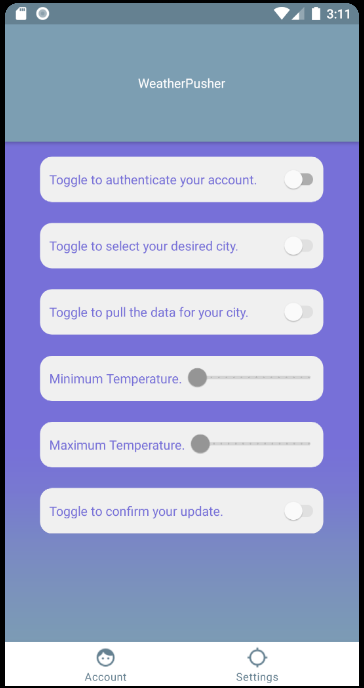 3:11
WeatherPusher
Toggle to authenticate your account.
Toggle to select your desired city.
Toggle to pull the data for your city.
Minimum Temperature.
Maximum Temperature.
Toggle to confirm your update.
Account Settings